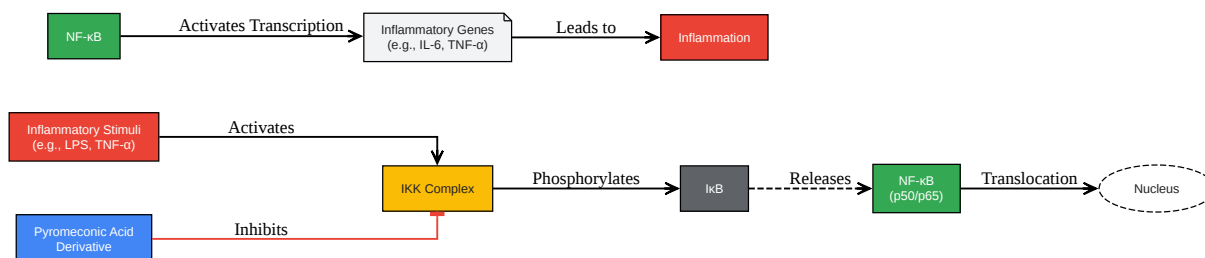 NF-κB
Activates Transcription
Inflammatory Genes
(e.g., IL-6, TNF-α)
Leads to
Inflammation
Inflammatory Stimuli
(e.g., LPS, TNF-α)
Activates
IKK Complex
Phosphorylates
IκB
Releases
NF-κB
(p50/p65)
Translocation
Nucleus
Pyromeconic Acid
Derivative
Inhibits